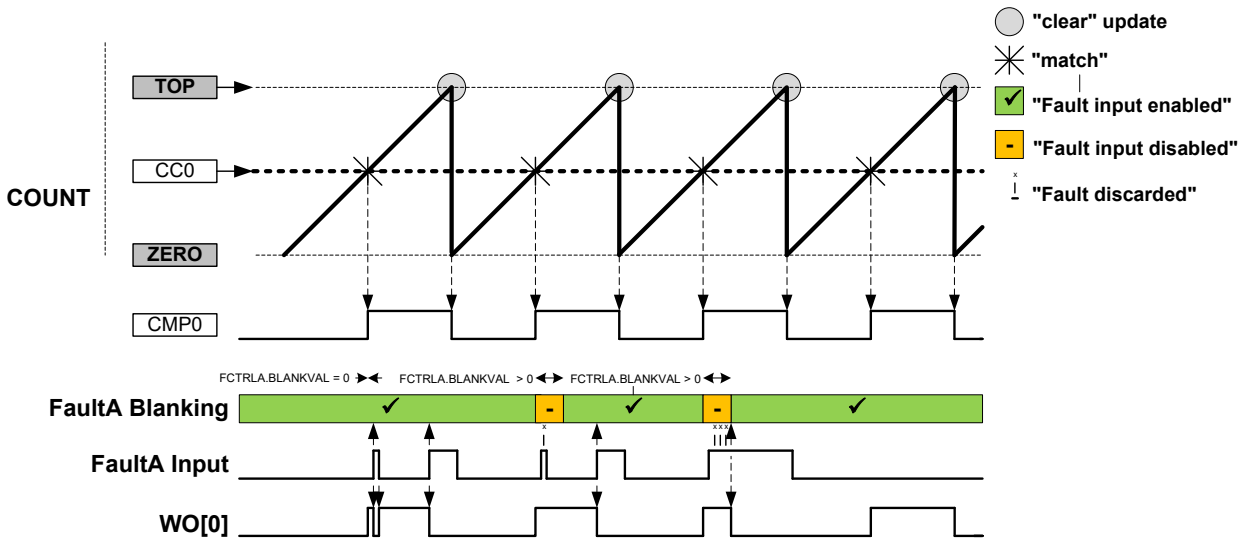 "clear" update
"match"
"Fault input enabled"
"Fault input disabled"
"Fault discarded"
COUNT
TOP
CC0
ZERO
CMP0
FCTRLA.BLANKVAL = 0
FCTRLA.BLANKVAL > 0
FCTRLA.BLANKVAL > 0
FaultA Blanking
✓ - ✓ - ✓
x xxx
FaultA Input
WO[0]